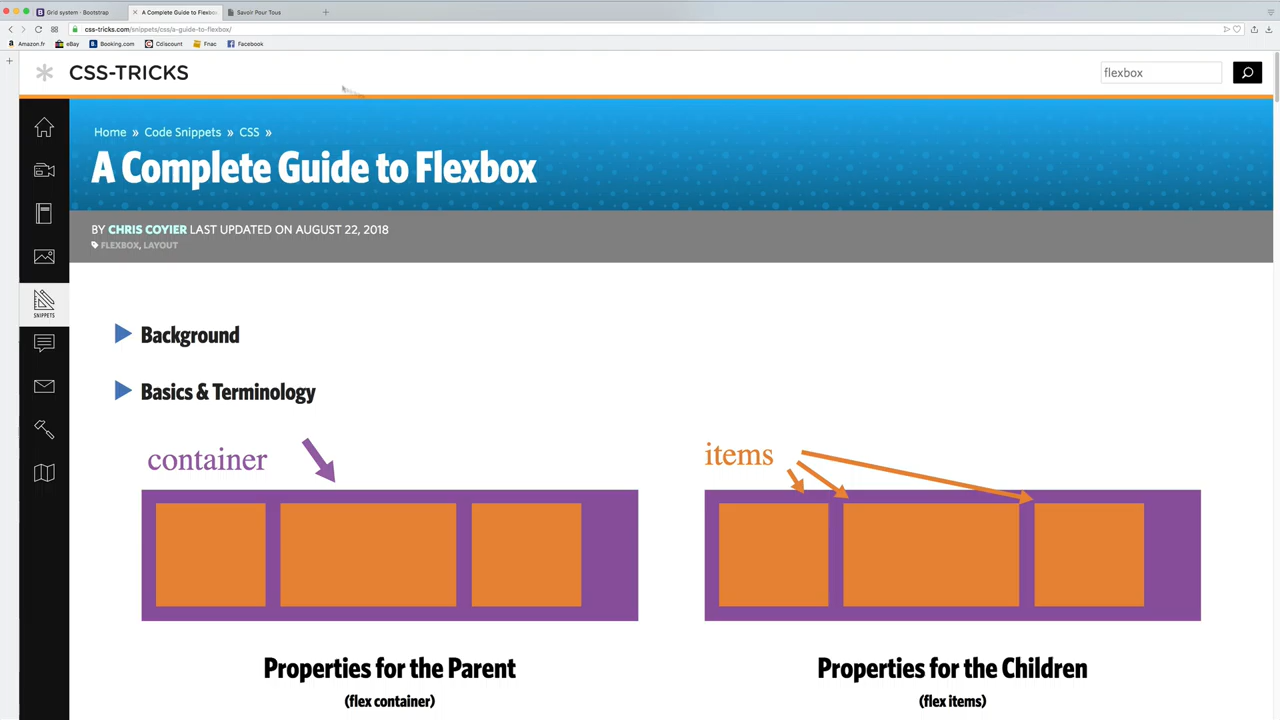 Grid system · Bootstrap
A Complete Guide to Flexbox
Savoir Pour Tous
css-tricks.com/snippets/css/a-guide-to-flexbox/
Amazon.fr
eBay
Booking.com
Cdiscount
Fnac
Facebook
CSS-TRICKS
flexbox
Home » Code Snippets » CSS »
A Complete Guide to Flexbox
BY CHRIS COYIER LAST UPDATED ON AUGUST 22, 2018
FLEXBOX, LAYOUT
SNIPPETS
Background
Basics & Terminology
container
items
Properties for the Parent
(flex container)
Properties for the Children
(flex items)